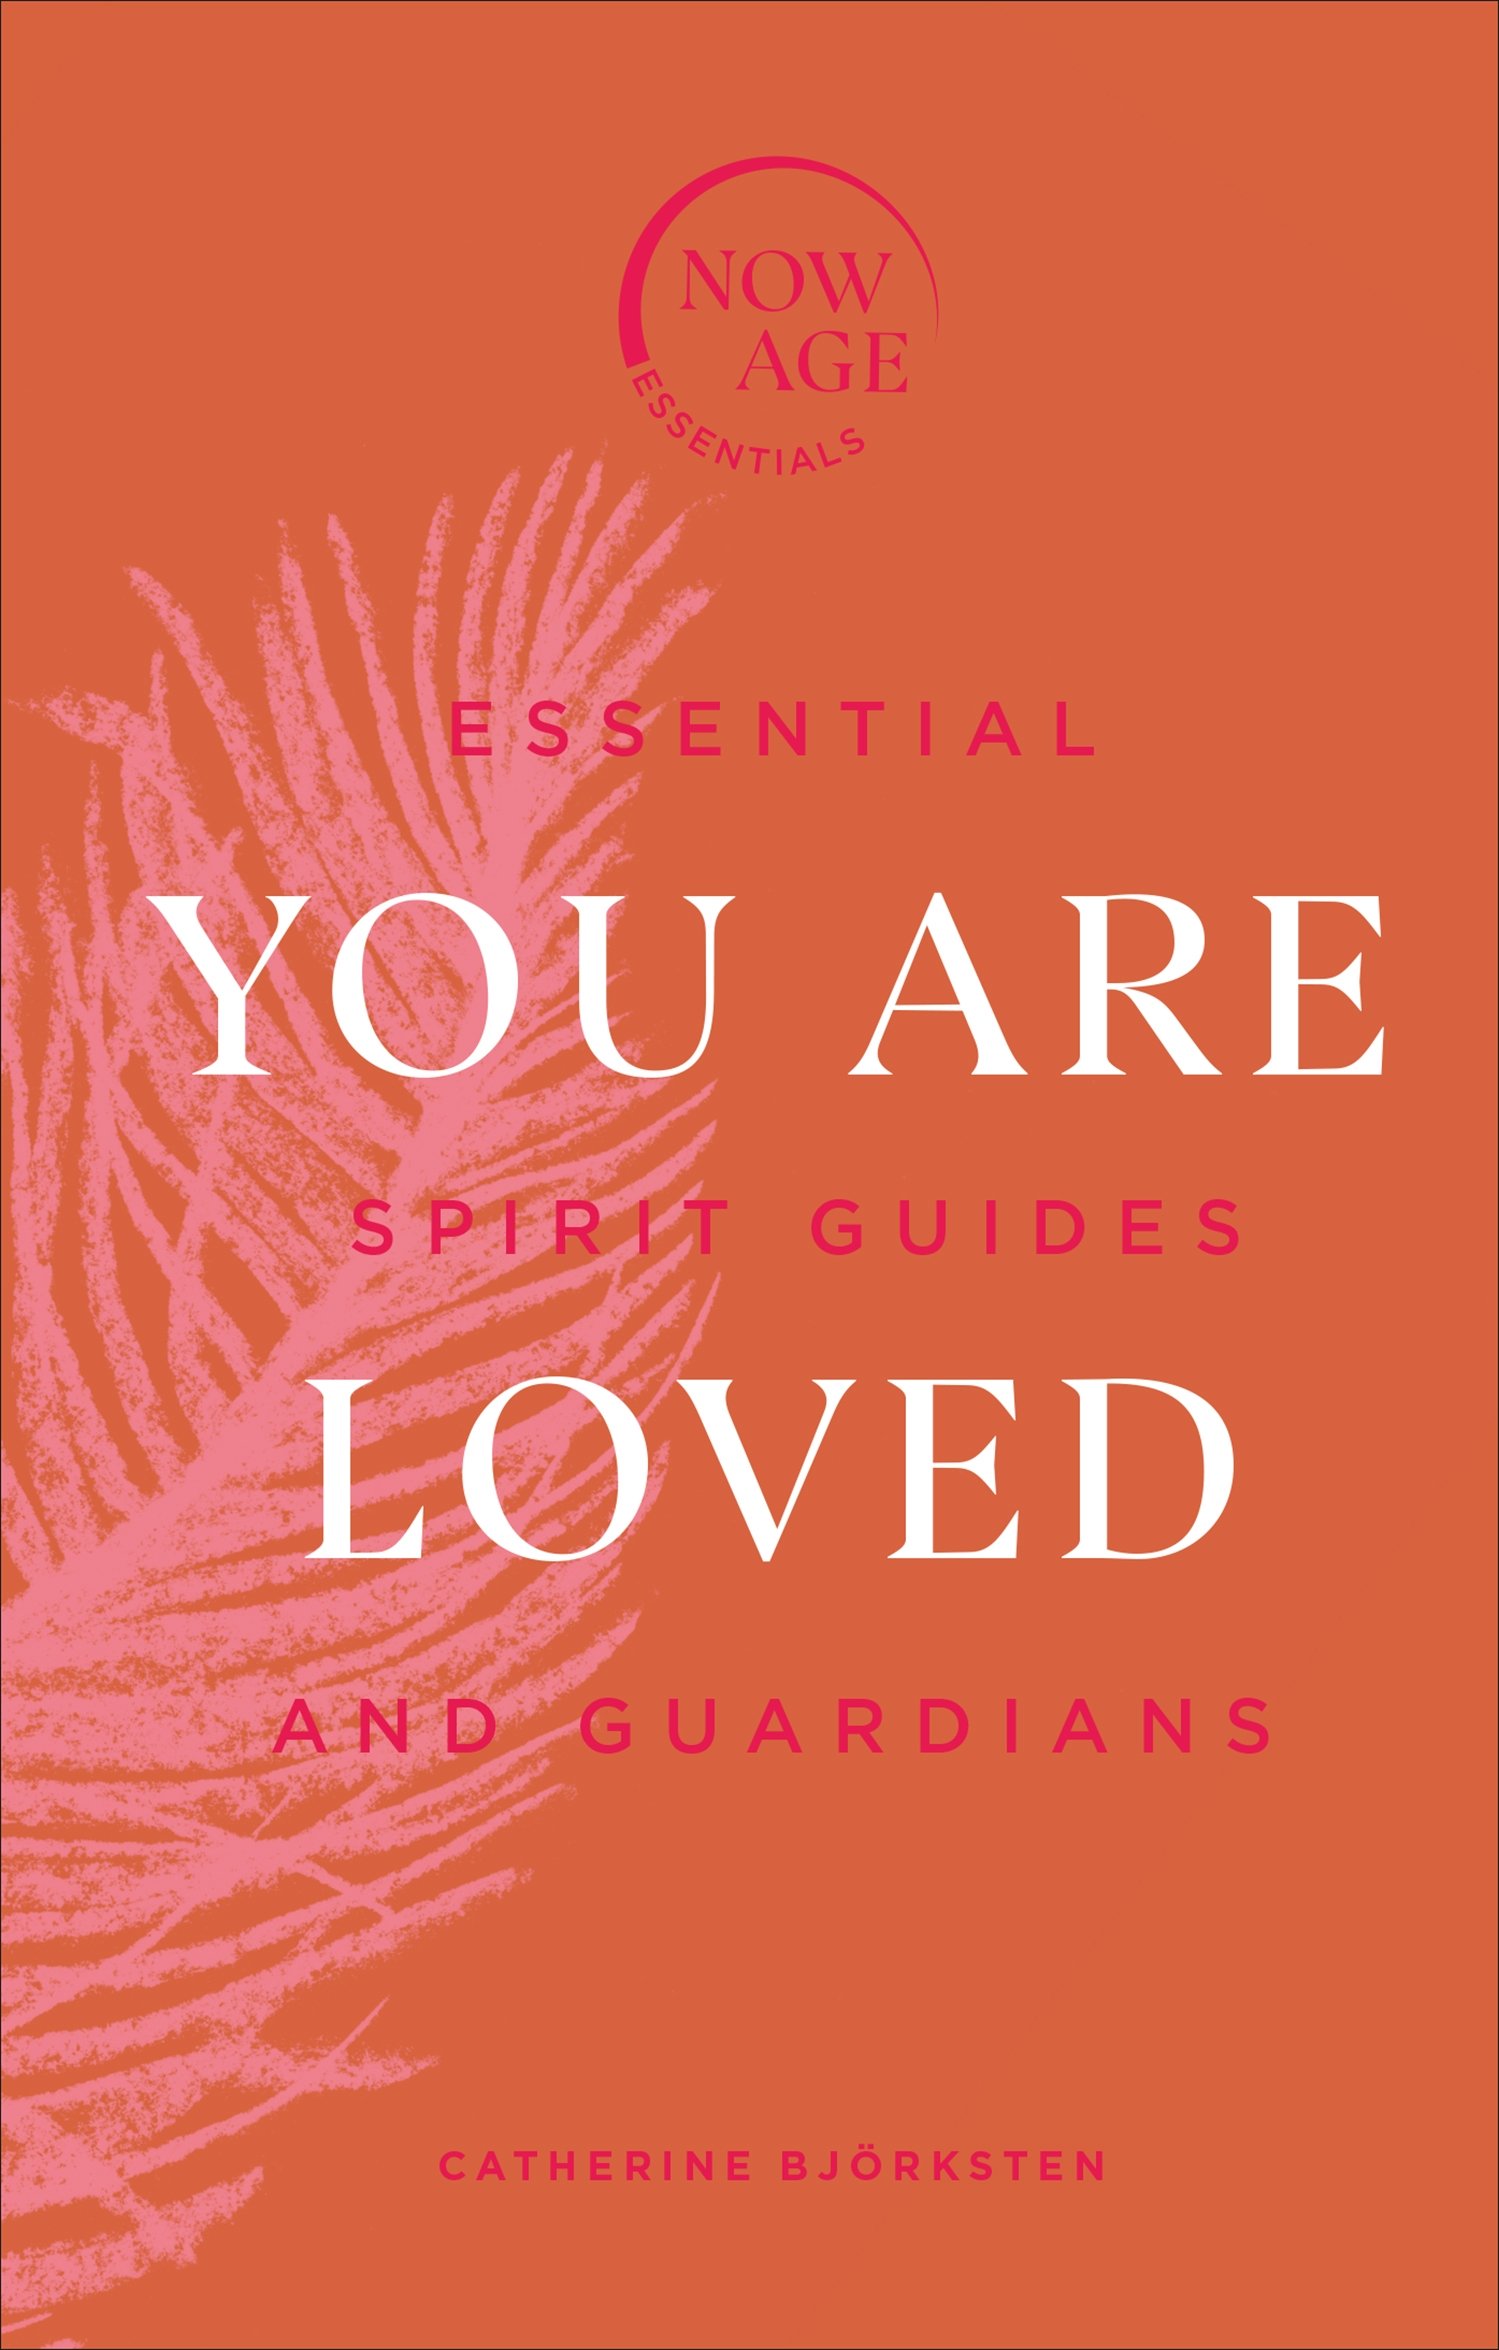 NOW
AGE
ESSENTIALS
ESSENTIAL
YOU ARE
SPIRIT GUIDES
LOVED
AND GUARDIANS
CATHERINE BJÖRKSTEN